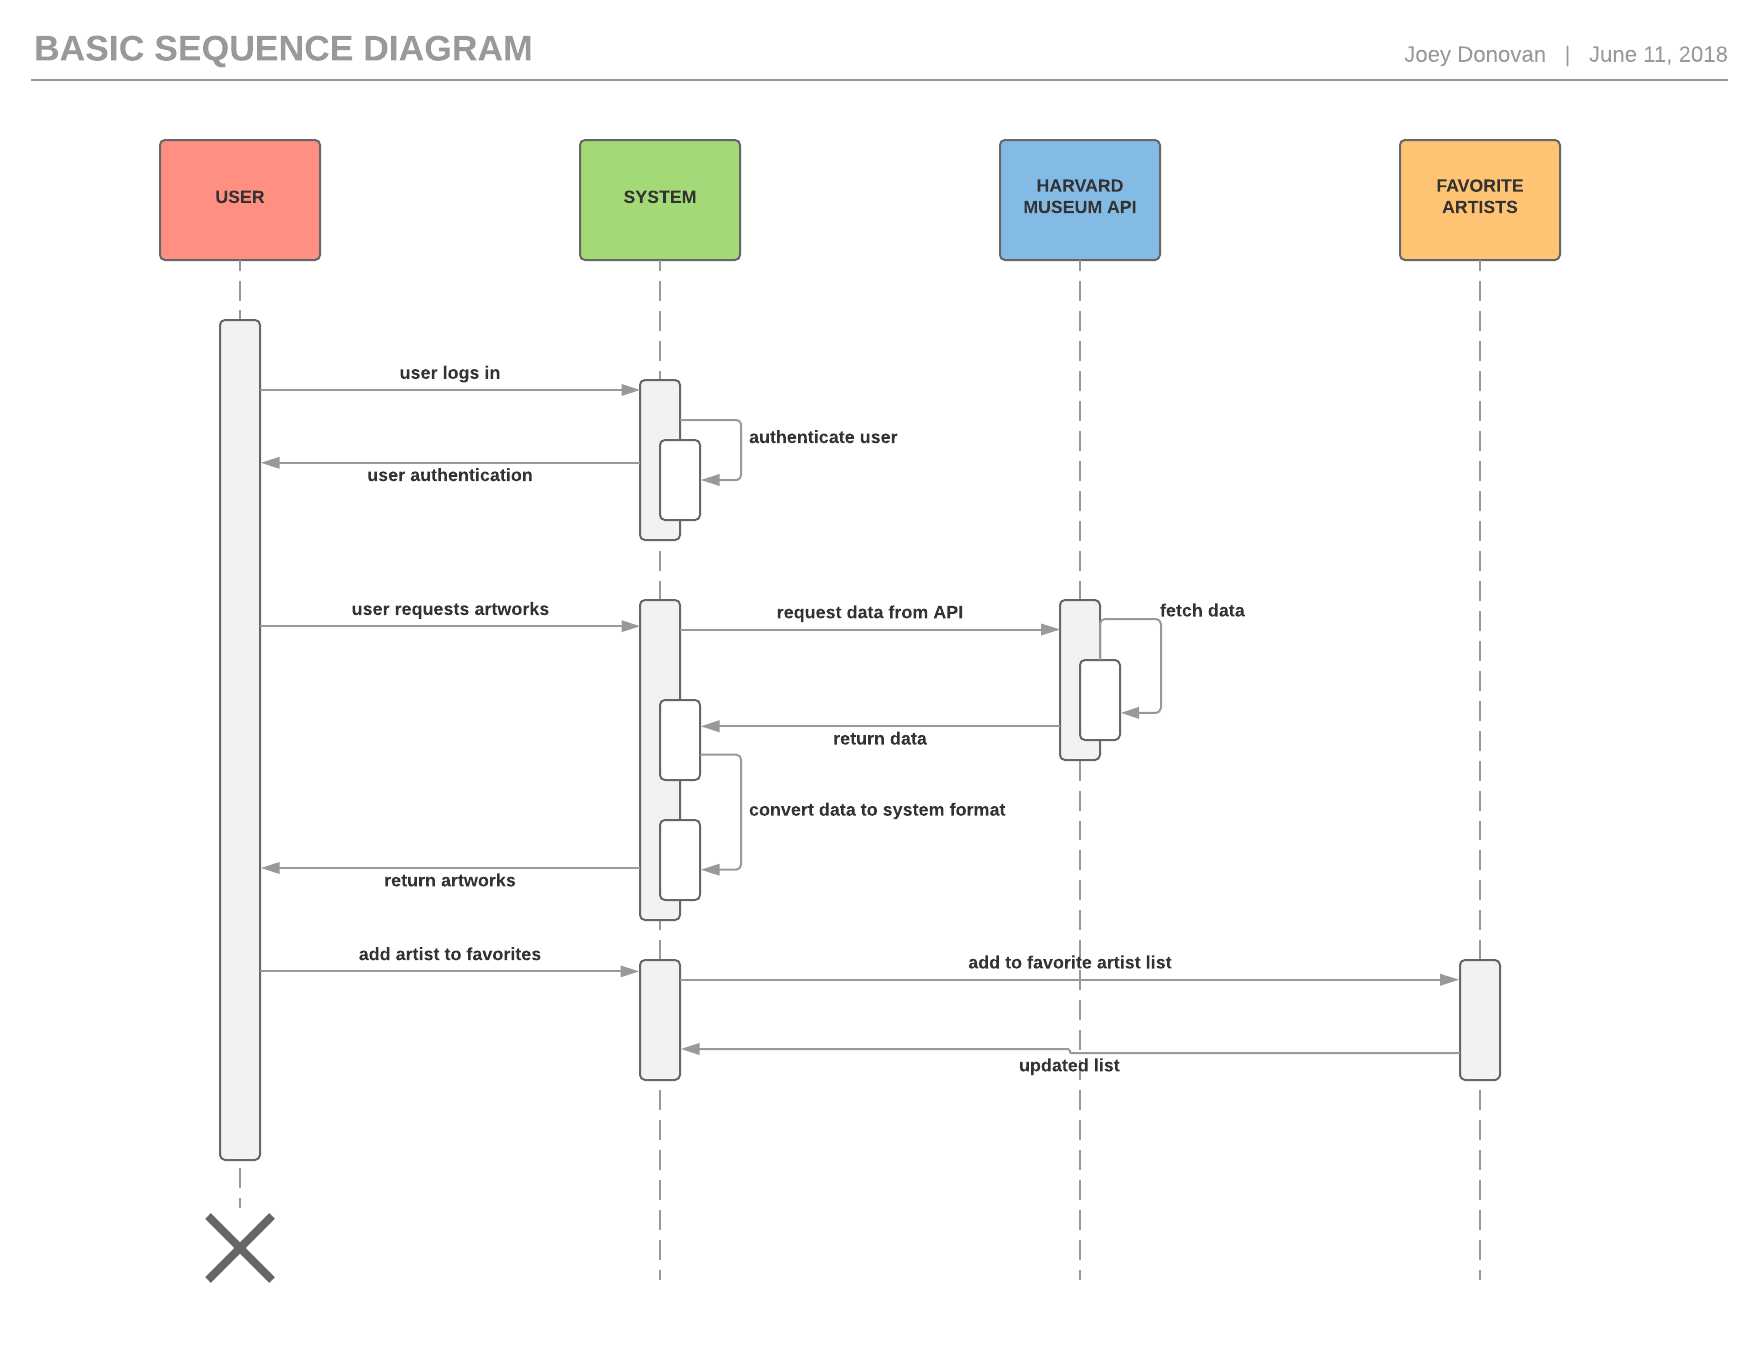 BASIC SEQUENCE DIAGRAM
Joey Donovan | June 11, 2018
USER
SYSTEM
HARVARD
MUSEUM API
FAVORITE
ARTISTS
user logs in
authenticate user
user authentication
user requests artworks
request data from API
fetch data
return data
convert data to system format
return artworks
add artist to favorites
add to favorite artist list
updated list